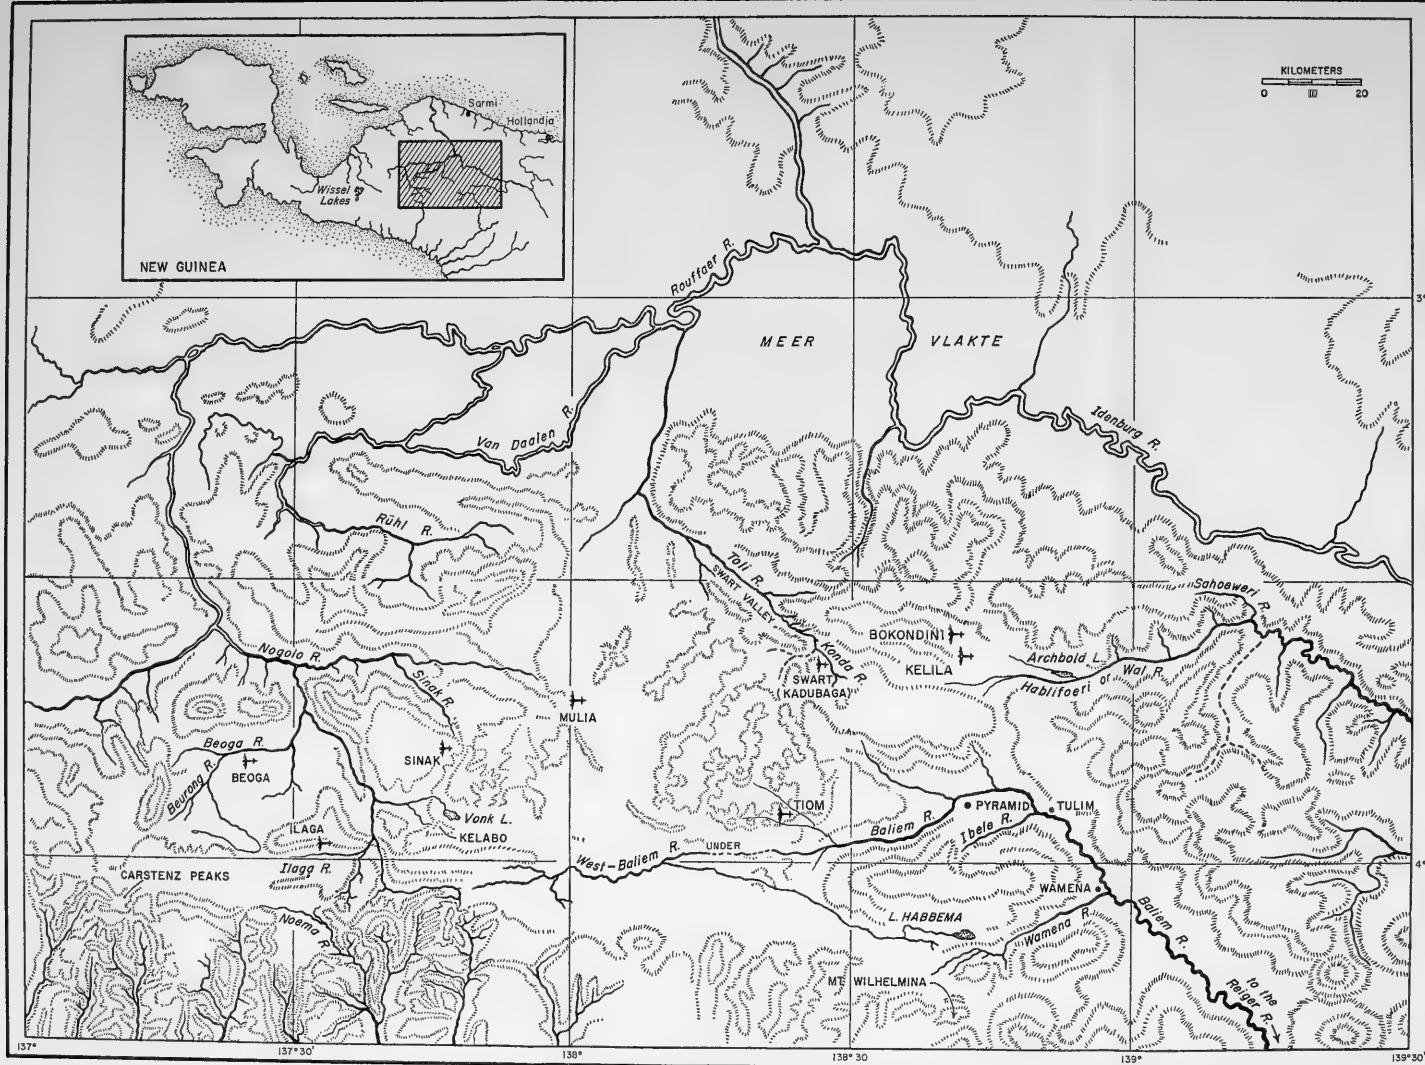 Sarmi
Hollandia
Wissel
Lakes
NEW GUINEA
KILOMETERS
0 10 20
Rouffaer R.
3°
MEER VLAKTE
Van Daalen R.
Idenburg R.
Rühl R.
Toli R.
SWART VALLEY
Sahoeweri R.
BOKONDINI
KELILA
Konda R.
SWART
(KADUBAGA)
Archbold L.
Hablifoeri or Wal R.
Nogolo R.
Sinak R.
MULIA
SINAK
Beoga R.
BEOGA
Beurong R.
Vonk L.
KELABO
ILAGA
Ilaga R.
TIOM
PYRAMID
TULIM
Baliem R.
Ibele R.
West-Baliem R.
UNDER
4°
CARSTENZ PEAKS
Noema R.
WAMENA
L. HABBEMA
Wamena R.
Baliem R.
MT. WILHELMINA
to the
Reiger R.
137° 137°30' 138° 138°30' 139° 139°30'